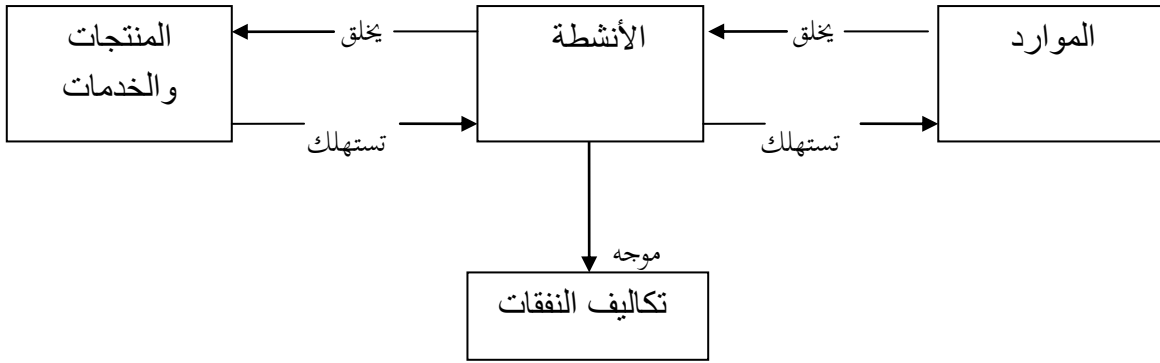 الموارد
يخلق
الأنشطة
يخلق
المنتجات
والخدمات
تستهلك
تستهلك
موجه
تكاليف النفقات